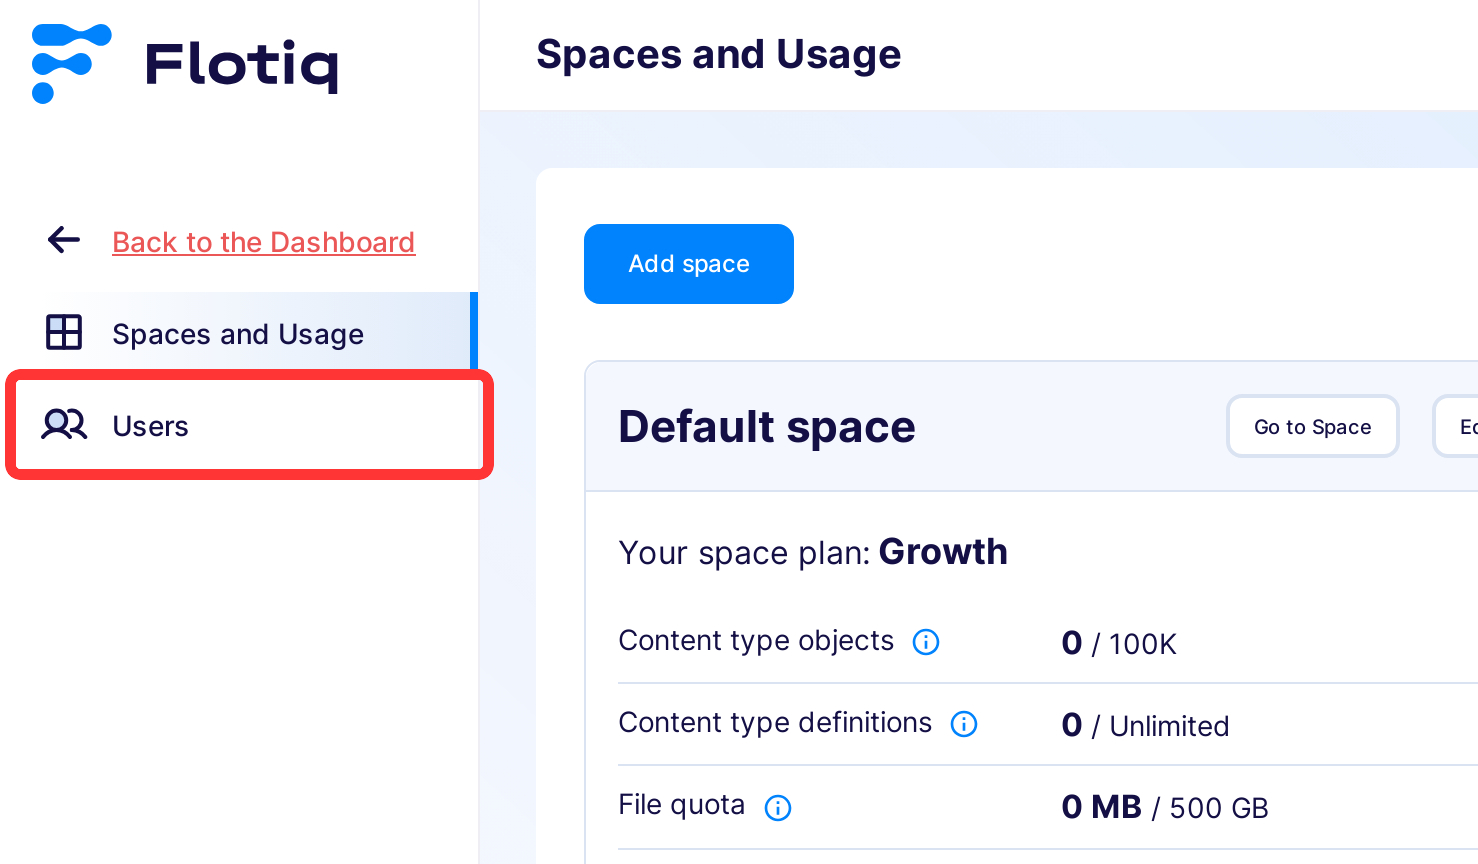 Flotiq
Spaces and Usage
Back to the Dashboard
Spaces and Usage
Users
Add space
Default space
Go to Space
Your space plan: Growth
Content type objects 0 / 100K
Content type definitions 0 / Unlimited
File quota 0 MB / 500 GB